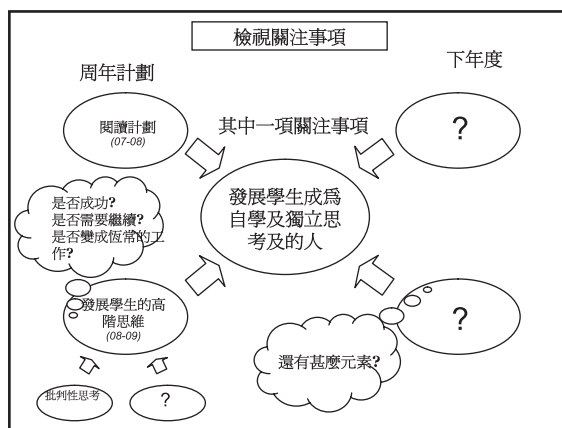 檢視關注事項
周年計劃
下年度
閱讀計劃
(07-08)
其中一項關注事項
?
發展學生成為
自學及獨立思
考及的人
是否成功?
是否需要繼續?
是否變成恆常的工
作?
發展學生的高
階思維
(08-09)
?
還有甚麼元素?
批判性思考
?